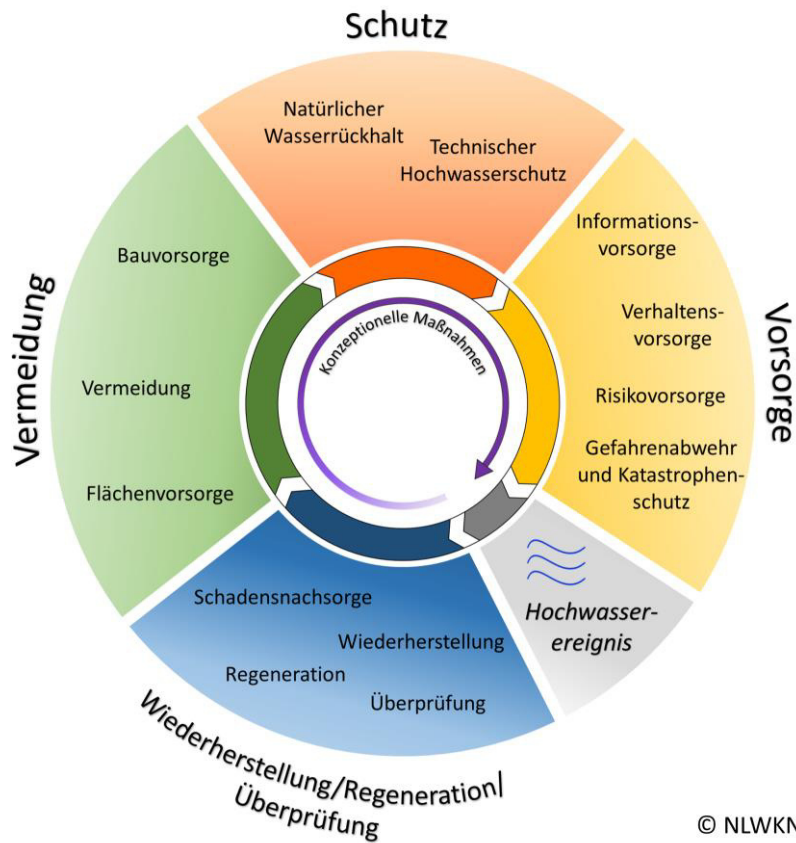 Schutz
Natürlicher
Wasserrückhalt
Technischer
Hochwasserschutz
Informations-
vorsorge
Verhaltens-
vorsorge
Risikovorsorge
Gefahrenabwehr
und Katastrophen-
schutz
Vorsorge
Hochwasser-
ereignis
Schadensnachsorge
Wiederherstellung
Regeneration
Überprüfung
Wiederherstellung/Regeneration/
Überprüfung
Bauvorsorge
Vermeidung
Flächenvorsorge
Vermeidung
Konzeptionelle Maßnahmen
© NLWKN